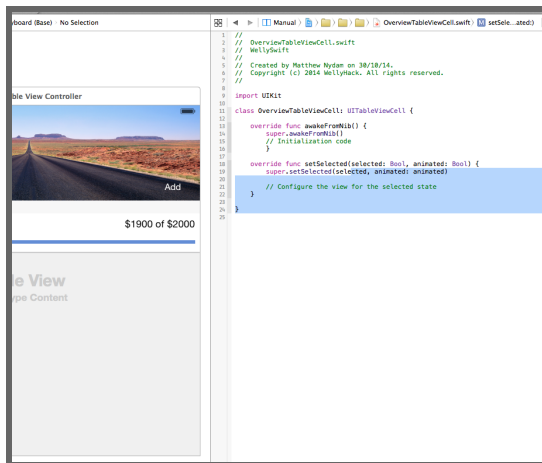 yboard (Base) › No Selection
Manual › OverviewTableViewCell.swift › M setSele...ated:)
ble View Controller
Add
$1900 of $2000
le View
ype Content
1 //
2 //  OverviewTableViewCell.swift
3 //  WellySwift
4 //
5 //  Created by Matthew Nydam on 30/10/14.
6 //  Copyright (c) 2014 WellyHack. All rights reserved.
7 //
8
9 import UIKit
10
11 class OverviewTableViewCell: UITableViewCell {
12
13     override func awakeFromNib() {
14         super.awakeFromNib()
15         // Initialization code
16         }
17
18     override func setSelected(selected: Bool, animated: Bool) {
19         super.setSelected(selected, animated: animated)
20
21         // Configure the view for the selected state
22     }
23
24 }
25